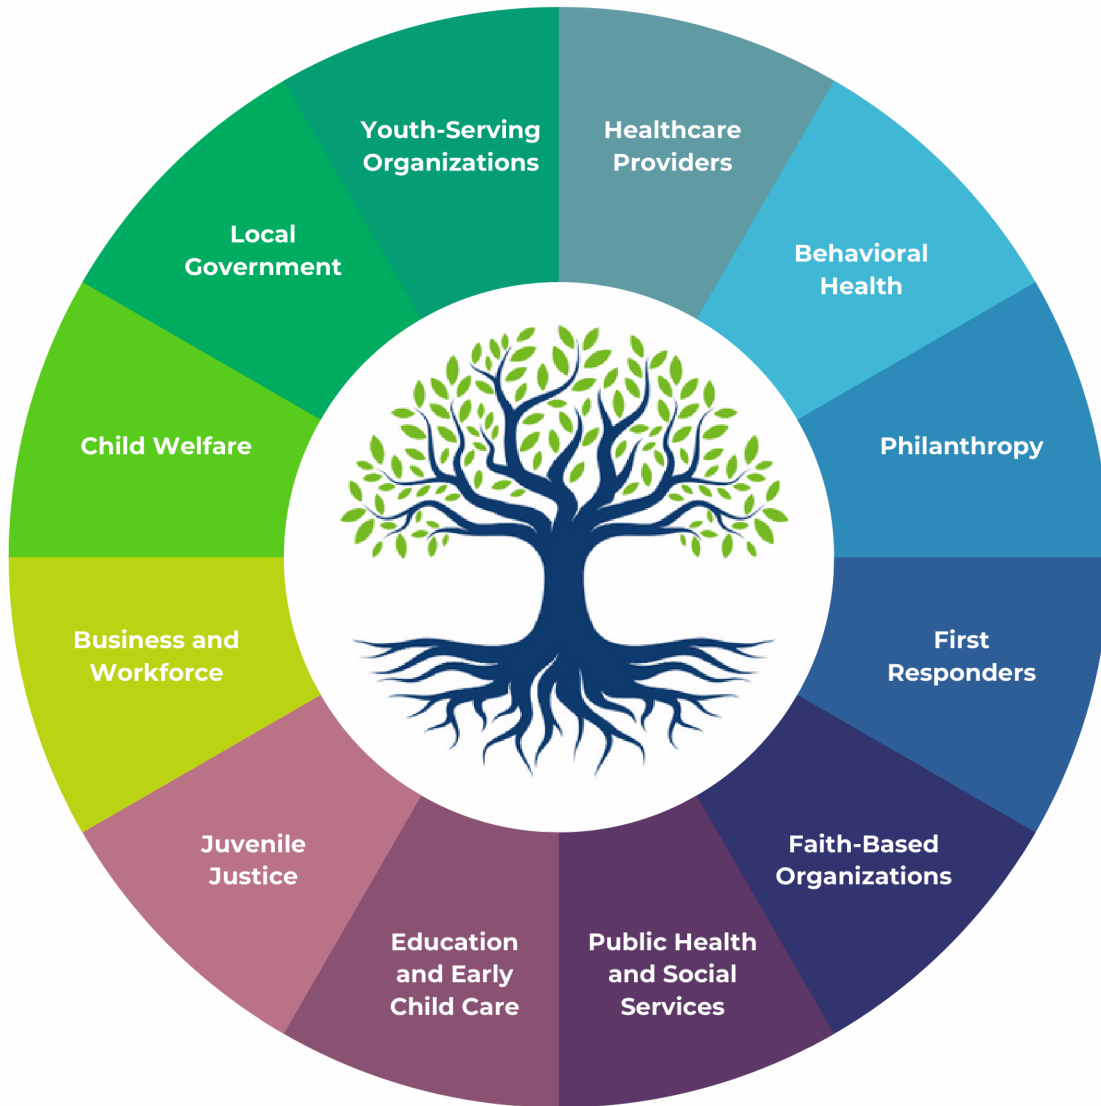 Youth-Serving
Organizations
Healthcare
Providers
Behavioral
Health
Philanthropy
First
Responders
Faith-Based
Organizations
Public Health
and Social
Services
Education
and Early
Child Care
Juvenile
Justice
Business and
Workforce
Child Welfare
Local
Government